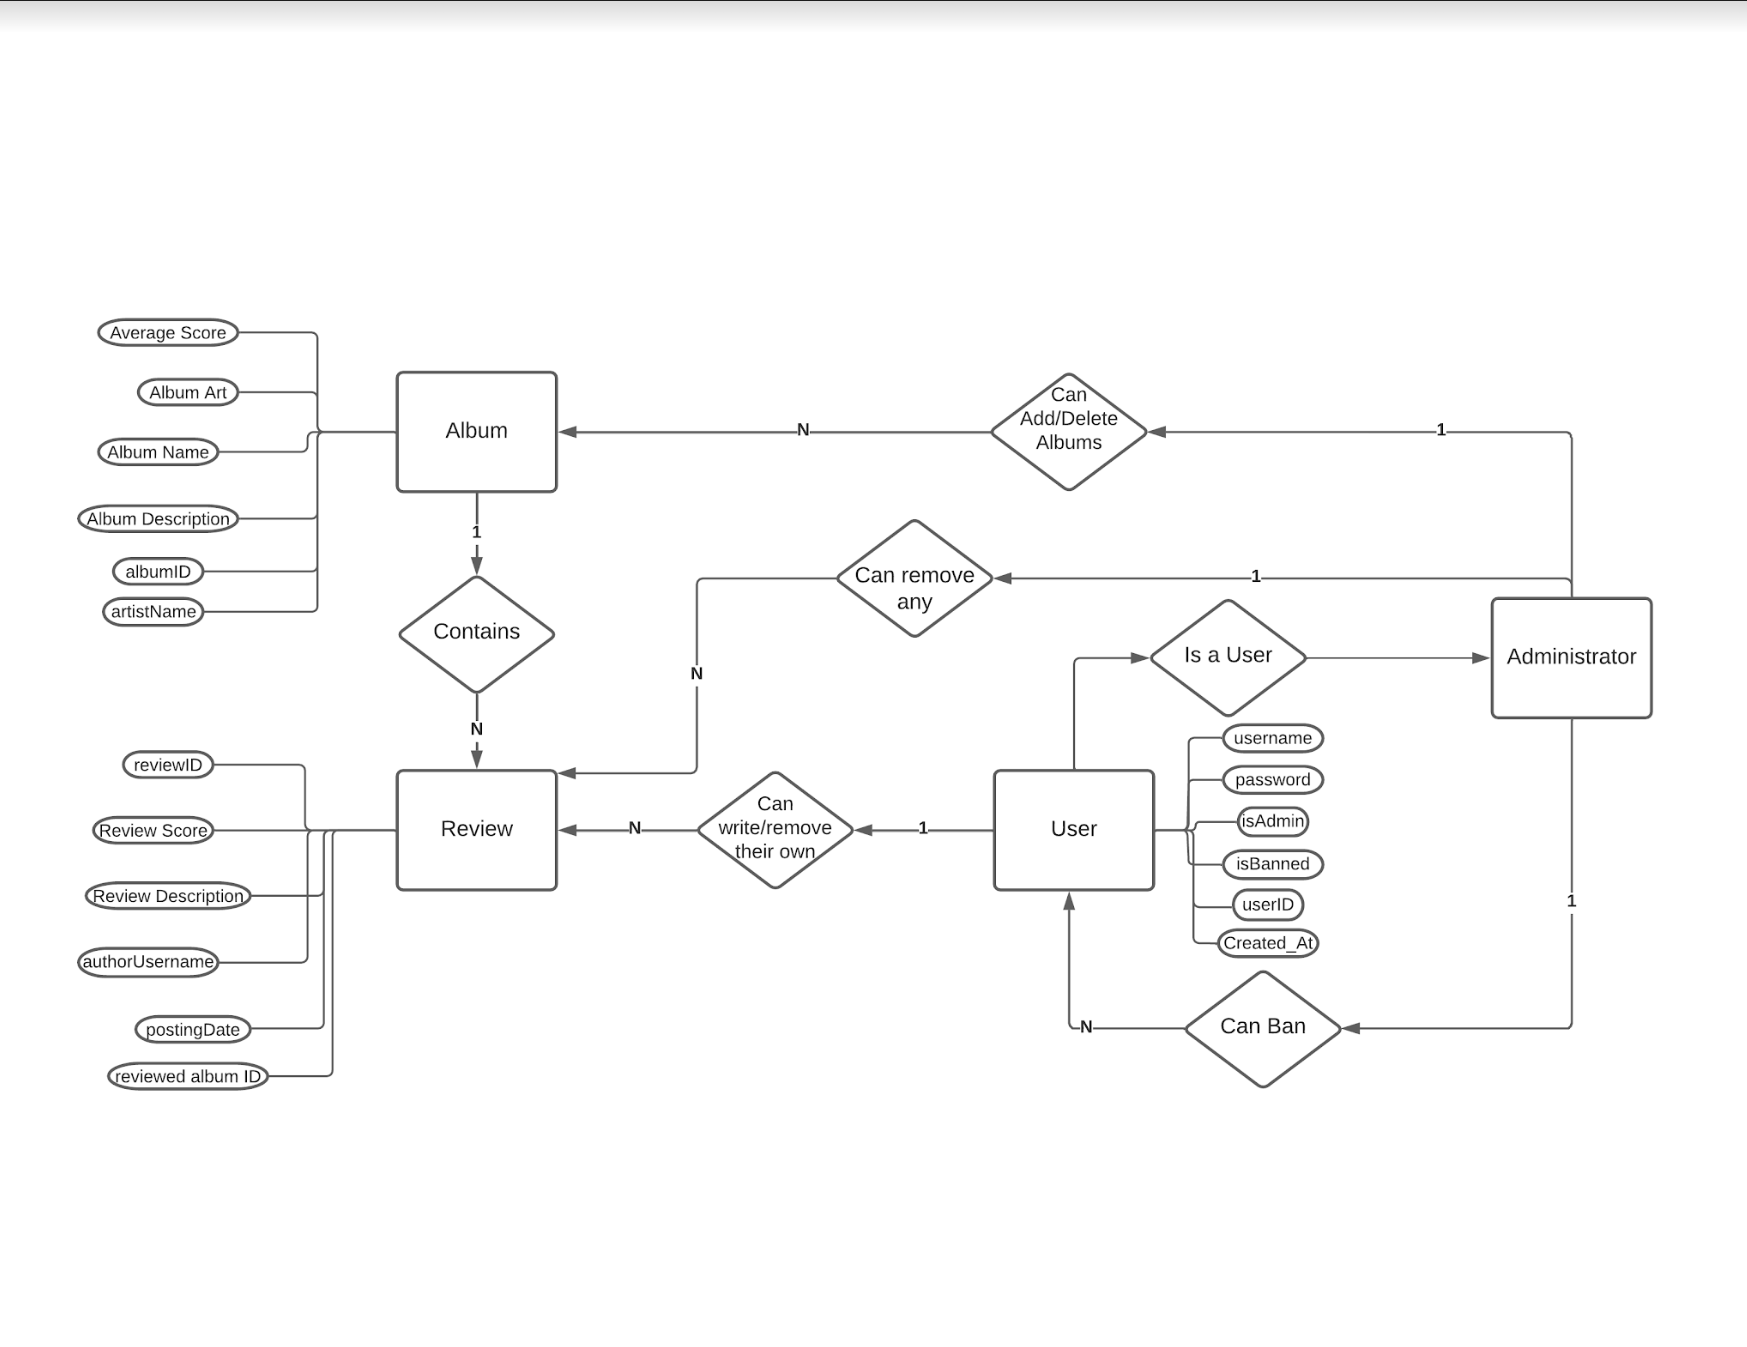 Average Score
Album Art
Album Name
Album Description
albumID
artistName
Album
N
Can
Add/Delete
Albums
1
1
Contains
N
Can remove
any
1
N
Is a User
Administrator
reviewID
Review Score
Review Description
authorUsername
postingDate
reviewed album ID
Review
N
Can
write/remove
their own
1
User
username
password
isAdmin
isBanned
userID
Created_At
1
N
Can Ban